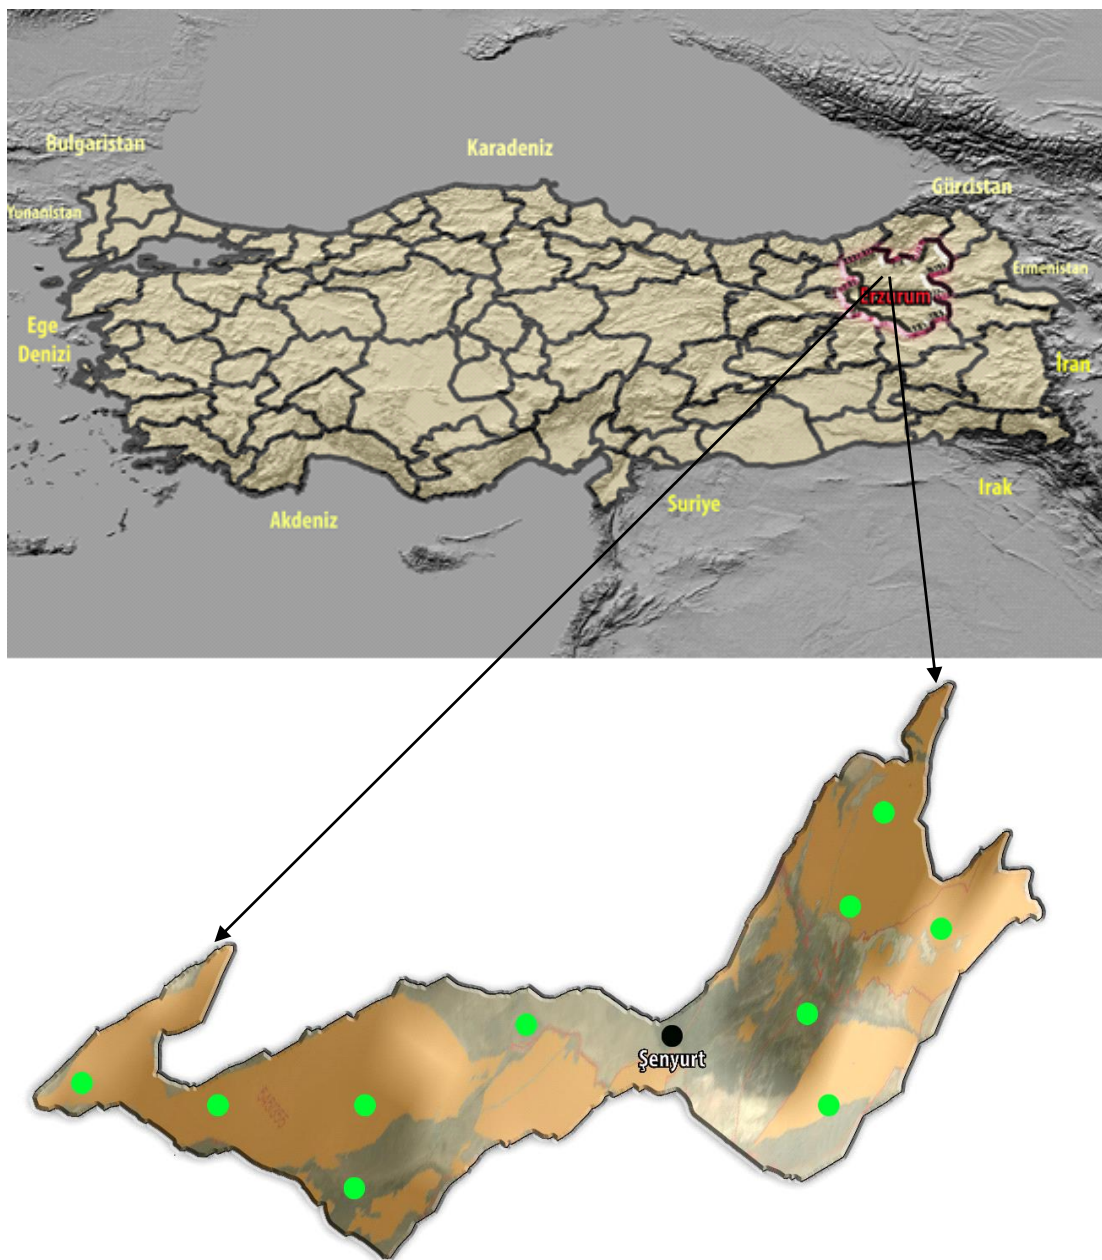 Bulgaristan
Karadeniz
Gürcistan
Yunanistan
Ermenistan
Erzurum
Ege
Denizi
İran
Irak
Suriye
Akdeniz
Şenyurt